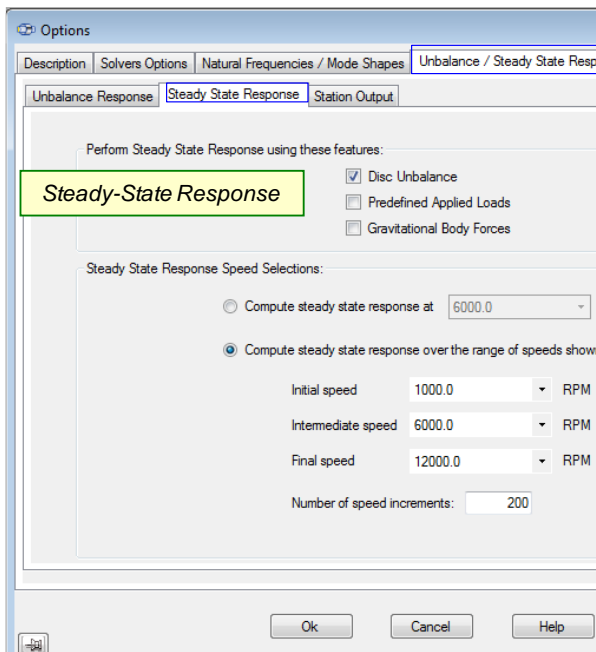 Options
Description Solvers Options Natural Frequencies / Mode Shapes Unbalance / Steady State Resp
Unbalance Response Steady State Response Station Output
Perform Steady State Response using these features:
Disc Unbalance
Steady-State Response
Predefined Applied Loads
Gravitational Body Forces
Steady State Response Speed Selections:
Compute steady state response at 6000.0
Compute steady state response over the range of speeds show
Initial speed 1000.0 RPM
Intermediate speed 6000.0 RPM
Final speed 12000.0 RPM
Number of speed increments: 200
Ok Cancel Help